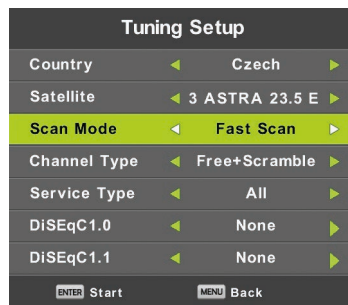 Tuning Setup
Country Czech
Satellite 3 ASTRA 23.5 E
Scan Mode Fast Scan
Channel Type Free+Scramble
Service Type All
DiSEqC1.0 None
DiSEqC1.1 None
ENTER Start MENU Back